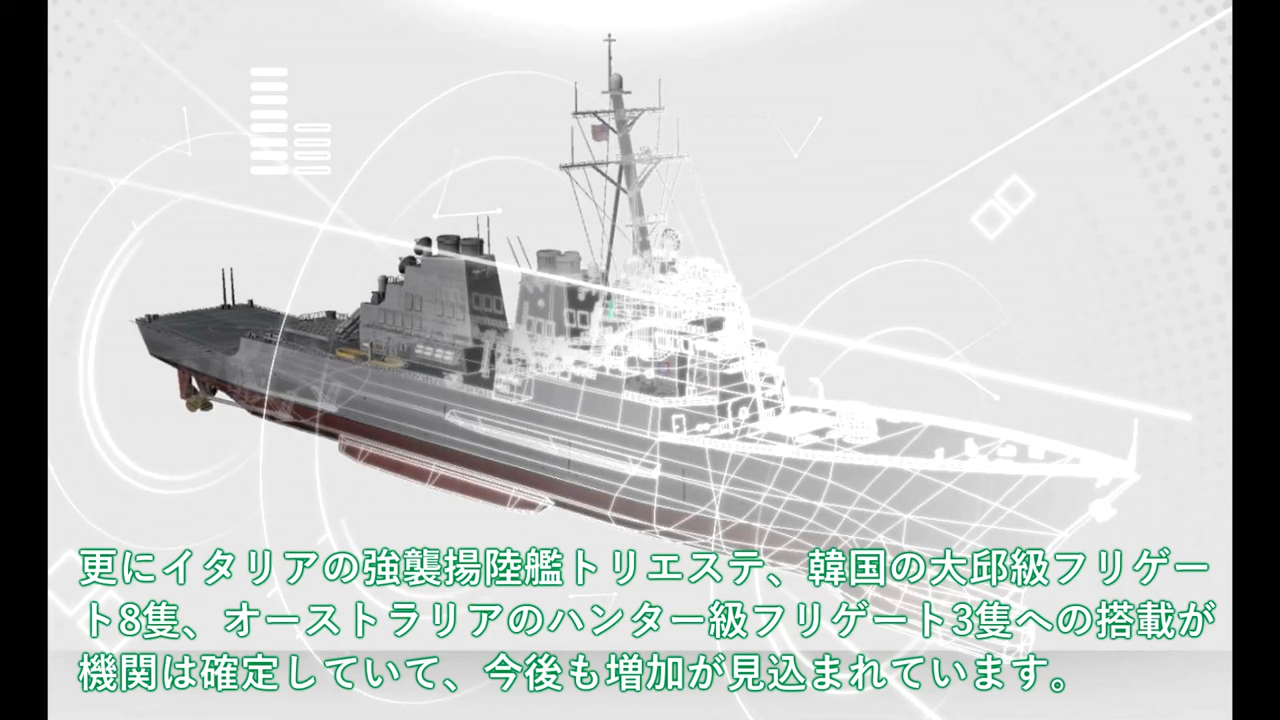 更にイタリアの強襲揚陸艦トリエステ、韓国の大邱級フリゲー
ト8隻、オーストラリアのハンター級フリゲート3隻への搭載が
機関は確定していて、今後も増加が見込まれています。